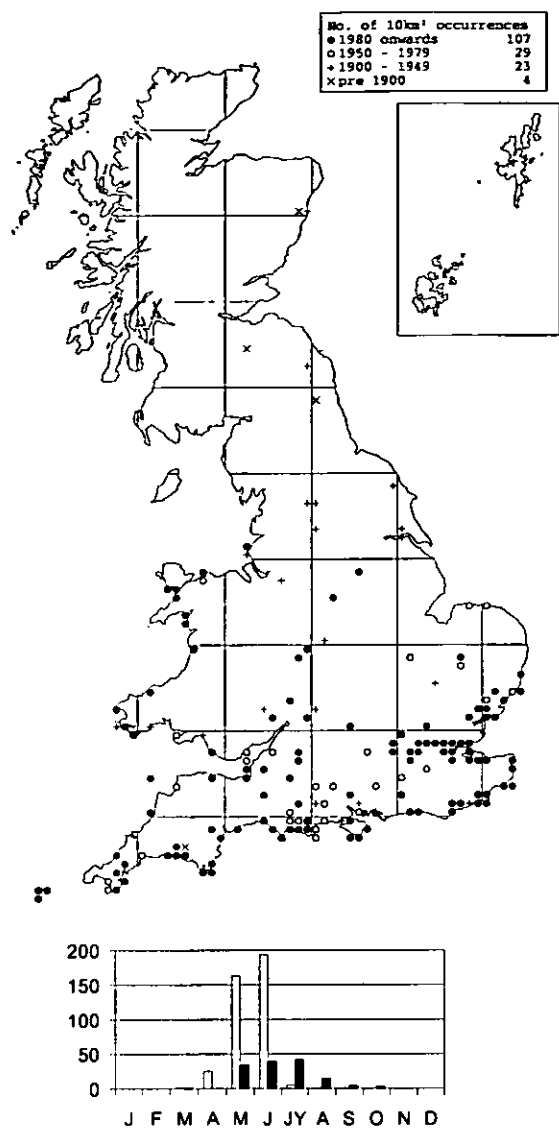 No. of 10km² occurrences
● 1980 onwards 107
○ 1950 - 1979 29
+ 1900 - 1949 23
× pre 1900 4
200
150
100
50
0
J F M A M J JY A S O N D